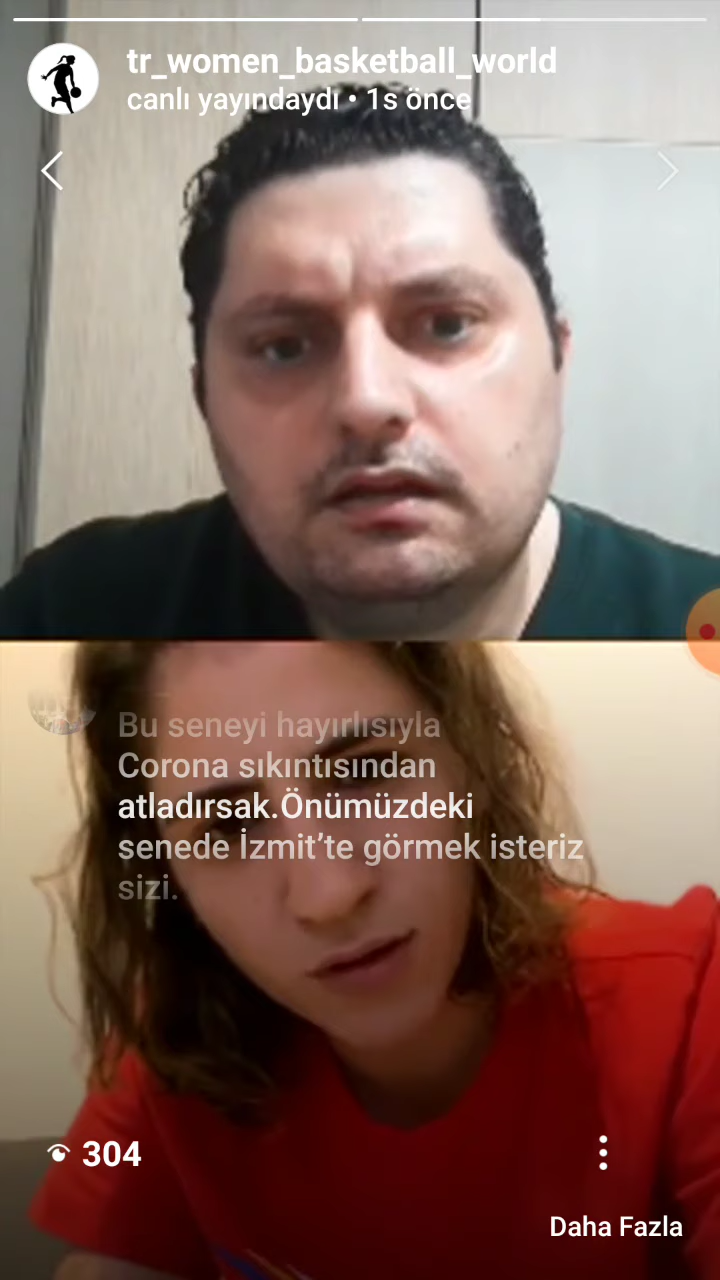 tr_women_basketball_world
canlı yayındaydı • 1s önce
Bu seneyi hayırlısıyla
Corona sıkıntısından
atladırsak.Önümüzdeki
senede İzmit’te görmek isteriz
sizi.
304
Daha Fazla